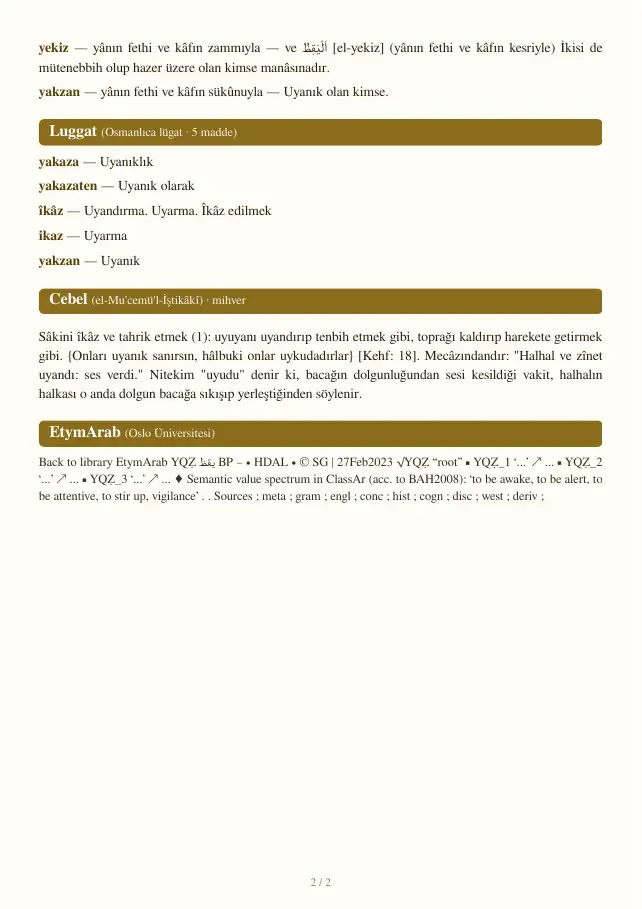 yekiz — yânın fethi ve kâfın zammıyla — ve اَلْيَقِظُ [el-yekiz] (yânın fethi ve kâfın kesriyle) İkisi de
mütenebbih olup hazer üzere olan kimse manâsınadır.
yakzan — yânın fethi ve kâfın sükûnuyla — Uyanık olan kimse.
Luggat (Osmanlıca lügat · 5 madde)
yakaza — Uyanıklık
yakazaten — Uyanık olarak
îkâz — Uyandırma. Uyarma. Îkâz edilmek
ikaz — Uyarma
yakzan — Uyanık
Cebel (el-Mu'cemü'l-İştikâkî) · mihver
Sâkini îkâz ve tahrik etmek (1): uyuyanı uyandırıp tenbih etmek gibi, toprağı kaldırıp harekete getirmek
gibi. {Onları uyanık sanırsın, hâlbuki onlar uykudadırlar} [Kehf: 18]. Mecâzındandır: "Halhal ve zînet
uyandı: ses verdi." Nitekim "uyudu" denir ki, bacağın dolgunluğundan sesi kesildiği vakit, halhalın
halkası o anda dolgun bacağa sıkışıp yerleştiğinden söylenir.
EtymArab (Oslo Üniversitesi)
Back to library EtymArab YQẒ يقظ BP – • HDAL • © SG | 27Feb2023 √YQẒ “root” ▪ YQẒ_1 ‘...’ ↗ ... ▪ YQẒ_2
‘...’ ↗ ... ▪ YQẒ_3 ‘...’ ↗ ... ♦ Semantic value spectrum in ClassAr (acc. to BAH2008): ‘to be awake, to be alert, to
be attentive, to stir up, vigilance’ . . Sources ; meta ; gram ; engl ; conc ; hist ; cogn ; disc ; west ; deriv ;
2 / 2